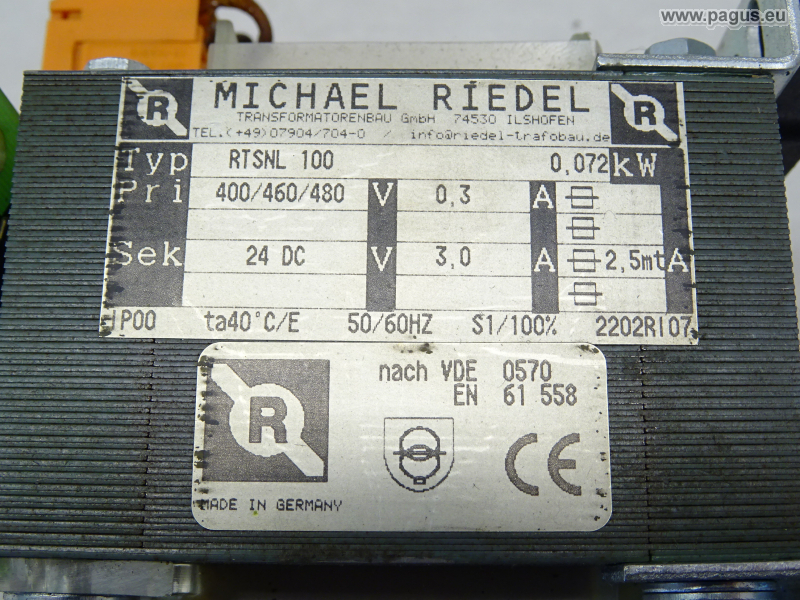 www.pagus.eu
R MICHAEL RIEDEL R
TRANSFORMATORENBAU GmbH 74530 ILSHOFEN
TEL.(+49)07904/704-0 / info@riedel-trafobau.de
Typ RTSNL 100 0,072 kW
Pri 400/460/480 V 0,3 A
Sek 24 DC V 3,0 A 2,5mt A
IP00 ta40°C/E 50/60HZ S1/100% 2202RI07
nach VDE 0570
EN 61 558
R
CE
MADE IN GERMANY